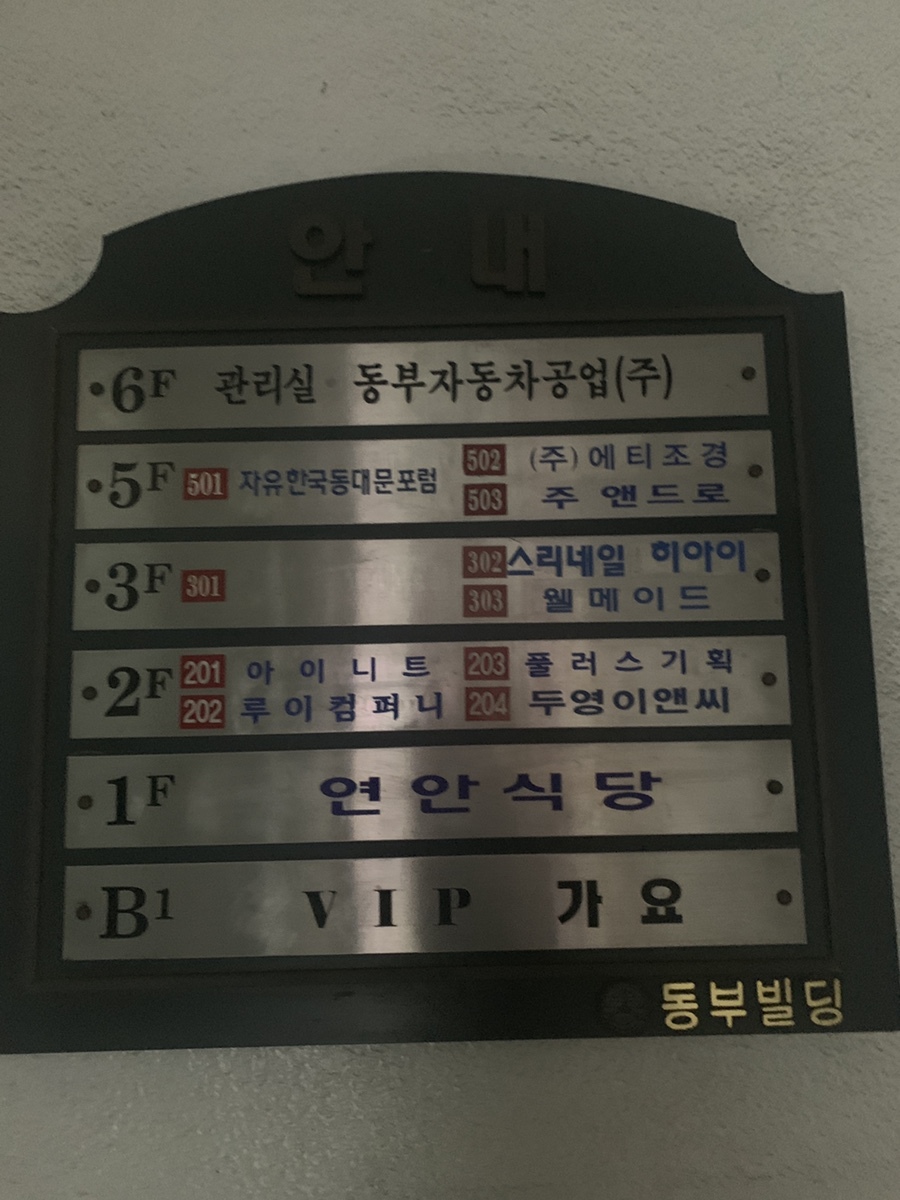 안 내
6F 관리실 동부자동차공업(주)
5F 501 자유한국동대문포럼 502 (주)에티조경
503 주 앤드로
3F 301 302 스리네일 히아이
303 웰메이드
2F 201 아이니트 203 풀러스기획
202 루이컴퍼니 204 두영이앤씨
1F 연안식당
B1 VIP 가요
동부빌딩